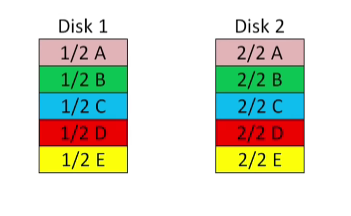 Disk 1 Disk 2
1/2 A 2/2 A
1/2 B 2/2 B
1/2 C 2/2 C
1/2 D 2/2 D
1/2 E 2/2 E